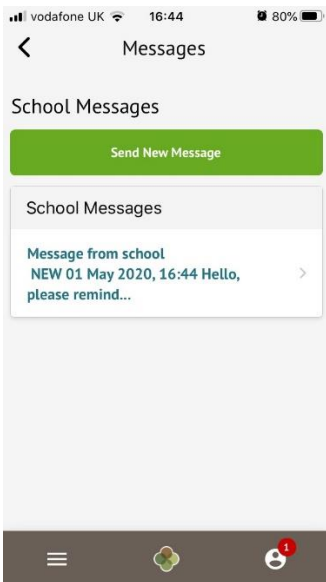 vodafone UK 16:44 80%
Messages
School Messages
Send New Message
School Messages
Message from school
NEW 01 May 2020, 16:44 Hello,
please remind...
1